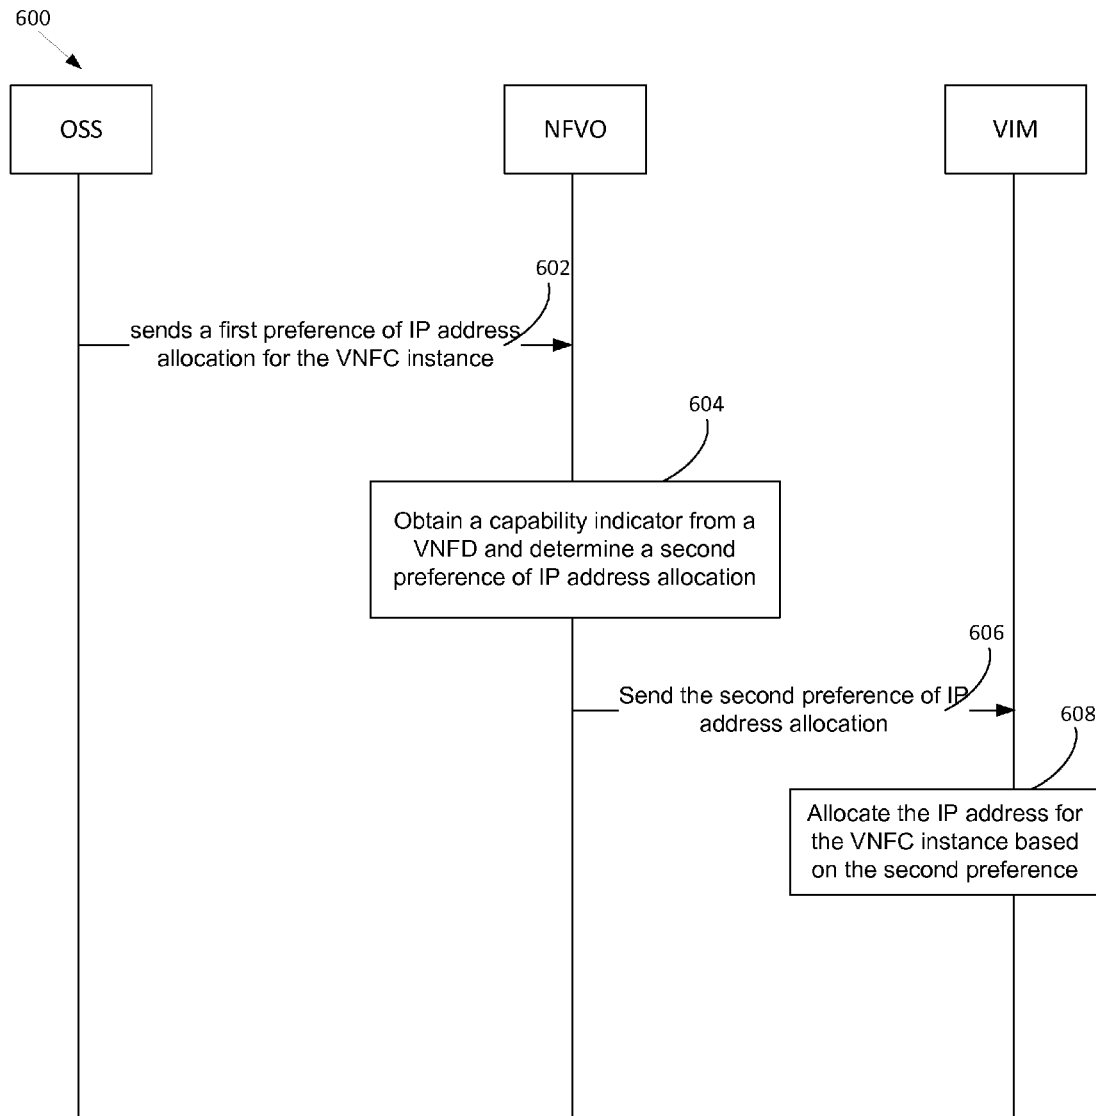 600
OSS
NFVO
VIM
602
sends a first preference of IP address
allocation for the VNFC instance
604
Obtain a capability indicator from a
VNFD and determine a second
preference of IP address allocation
606
Send the second preference of IP
address allocation
608
Allocate the IP address for
the VNFC instance based
on the second preference